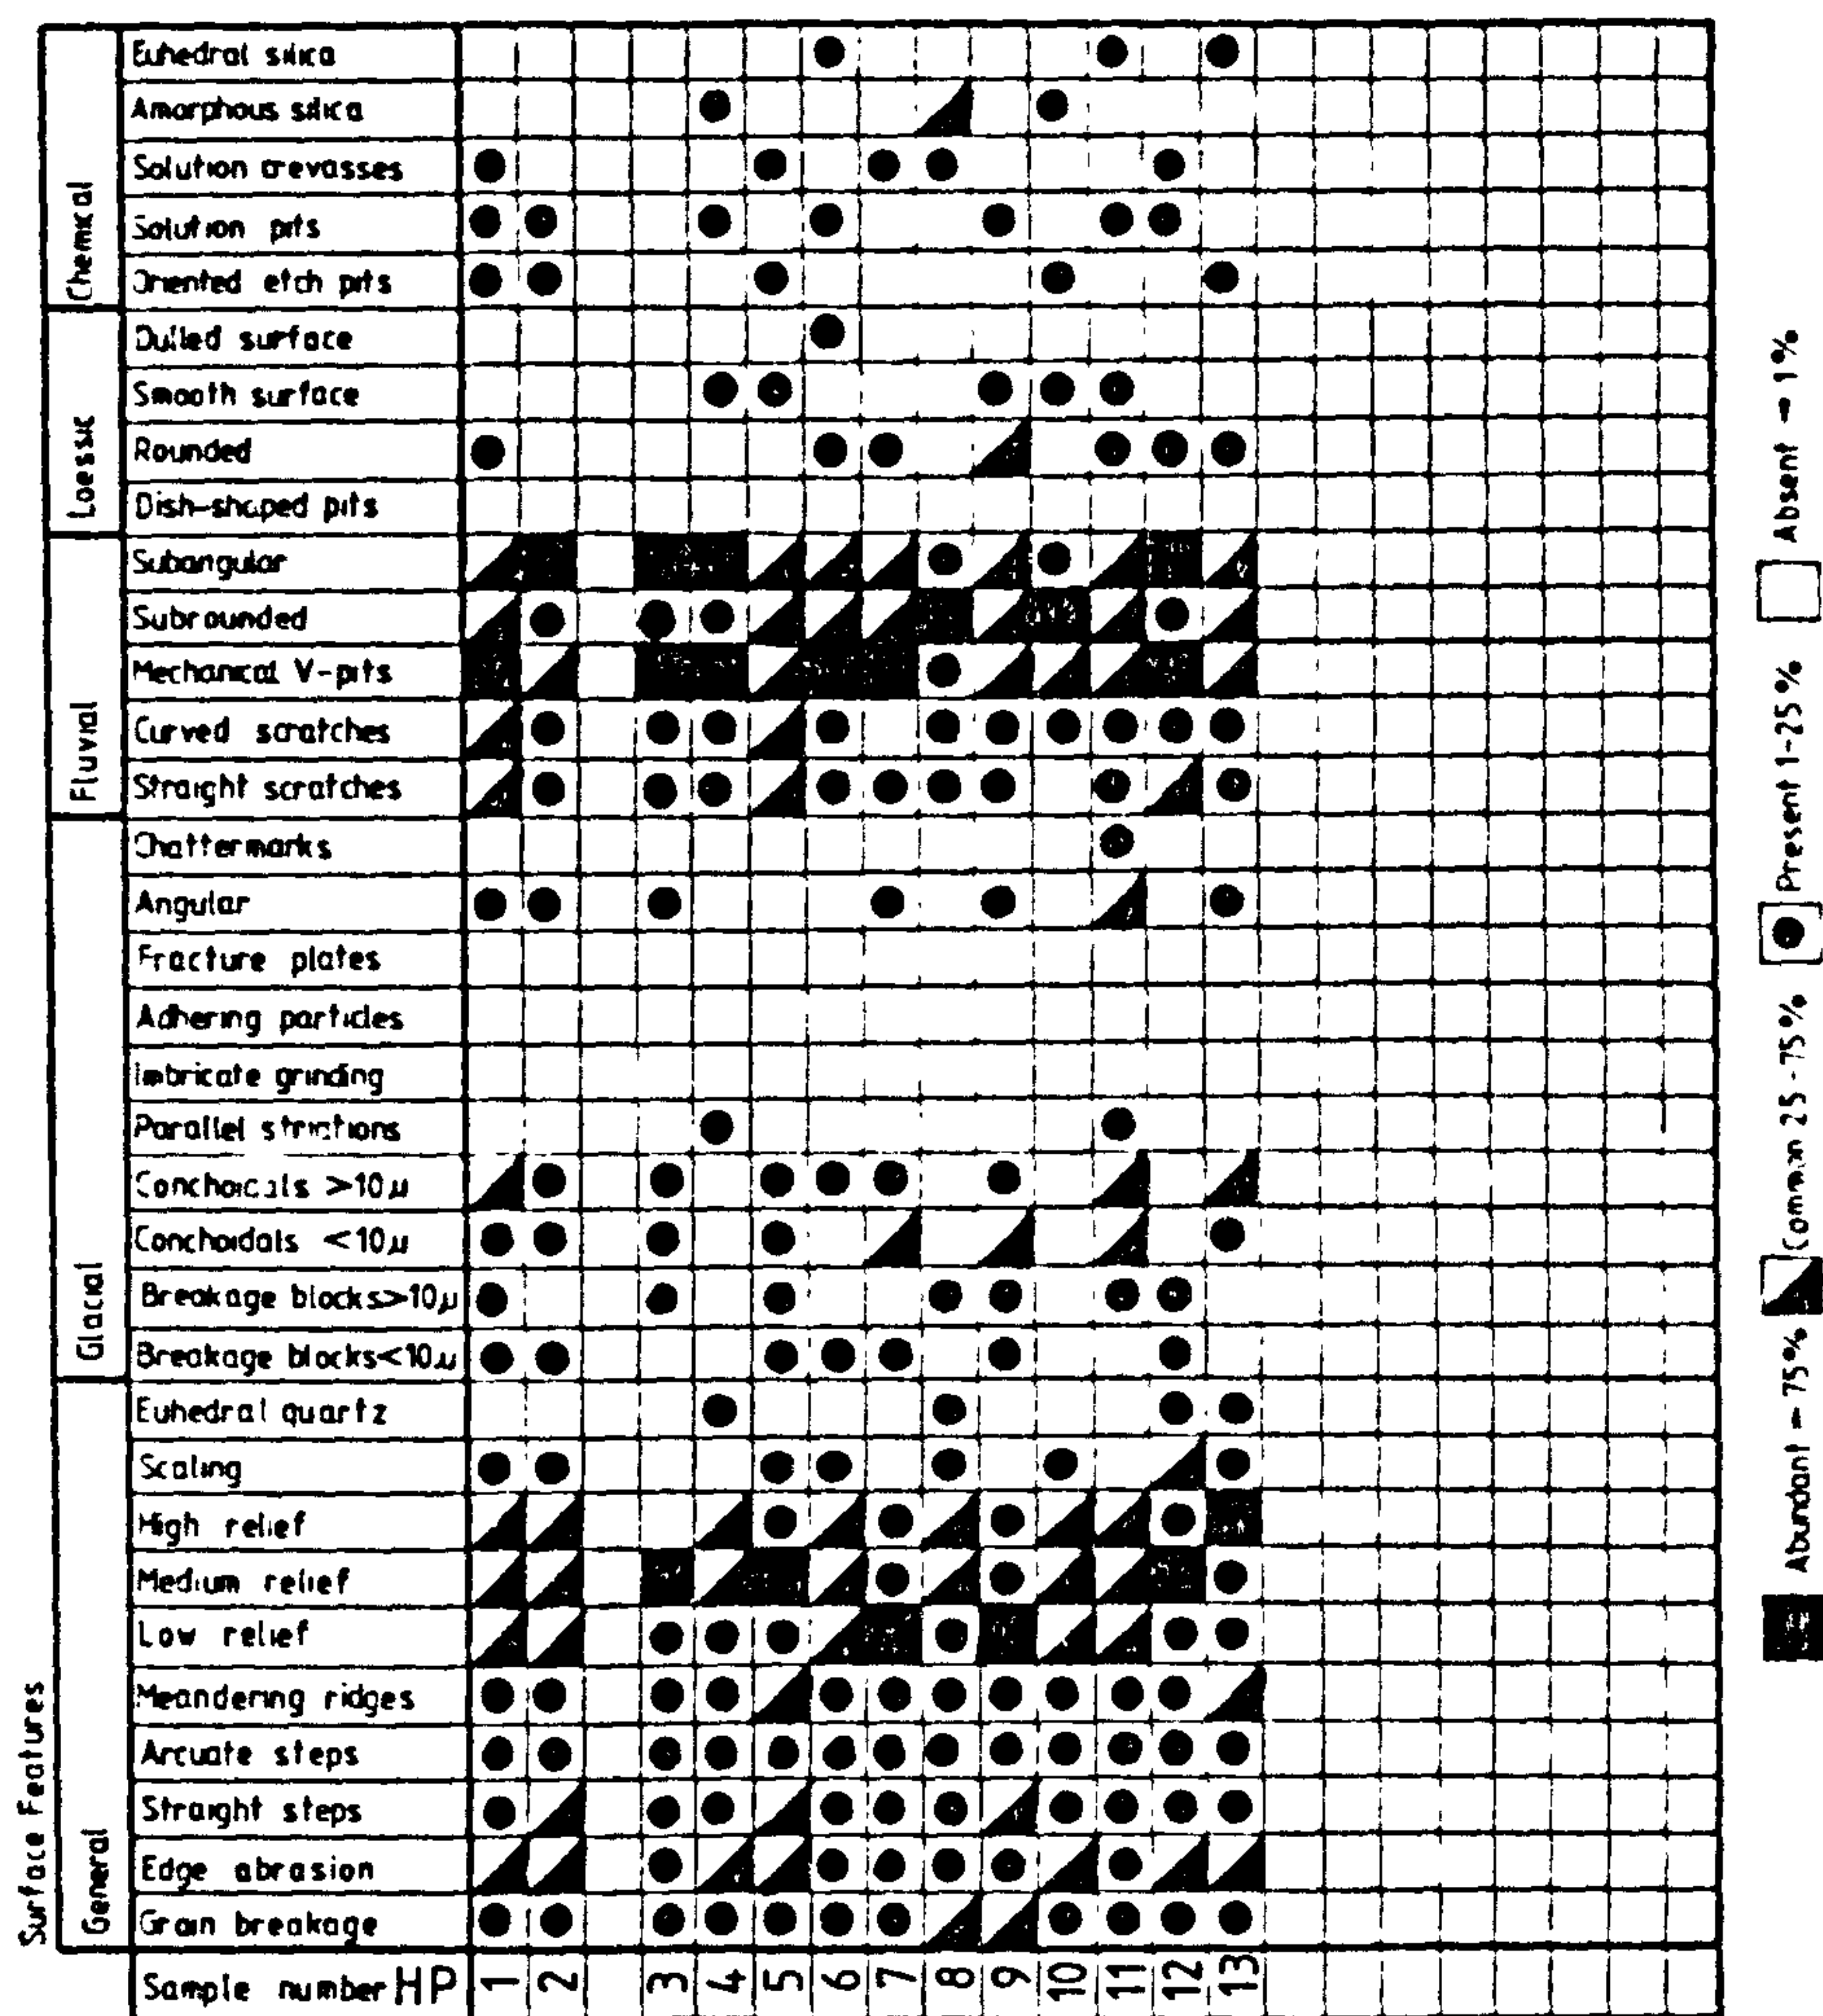 Euhedral silica
Amorphous silica
Solution crevasses
Solution pits
Oriented etch pits
Chemical
Dulled surface
Smooth surface
Rounded
Dish-shaped pits
Loessic
Subangular
Subrounded
Mechanical V-pits
Curved scratches
Straight scratches
Fluvial
Chattermarks
Angular
Fracture plates
Adhering particles
Imbricate grinding
Parallel striations
Conchoidals >10µ
Conchoidals <10µ
Breakage blocks>10µ
Breakage blocks<10µ
Glacial
Euhedral quartz
Scaling
High relief
Medium relief
Low relief
Meandering ridges
Arcuate steps
Straight steps
Edge abrasion
Grain breakage
General
Surface Features
Sample number HP 1 2 3 4 5 6 7 8 9 10 11 12 13
Abundant – 75%
Common 25-75%
Present 1-25%
Absent – 1%